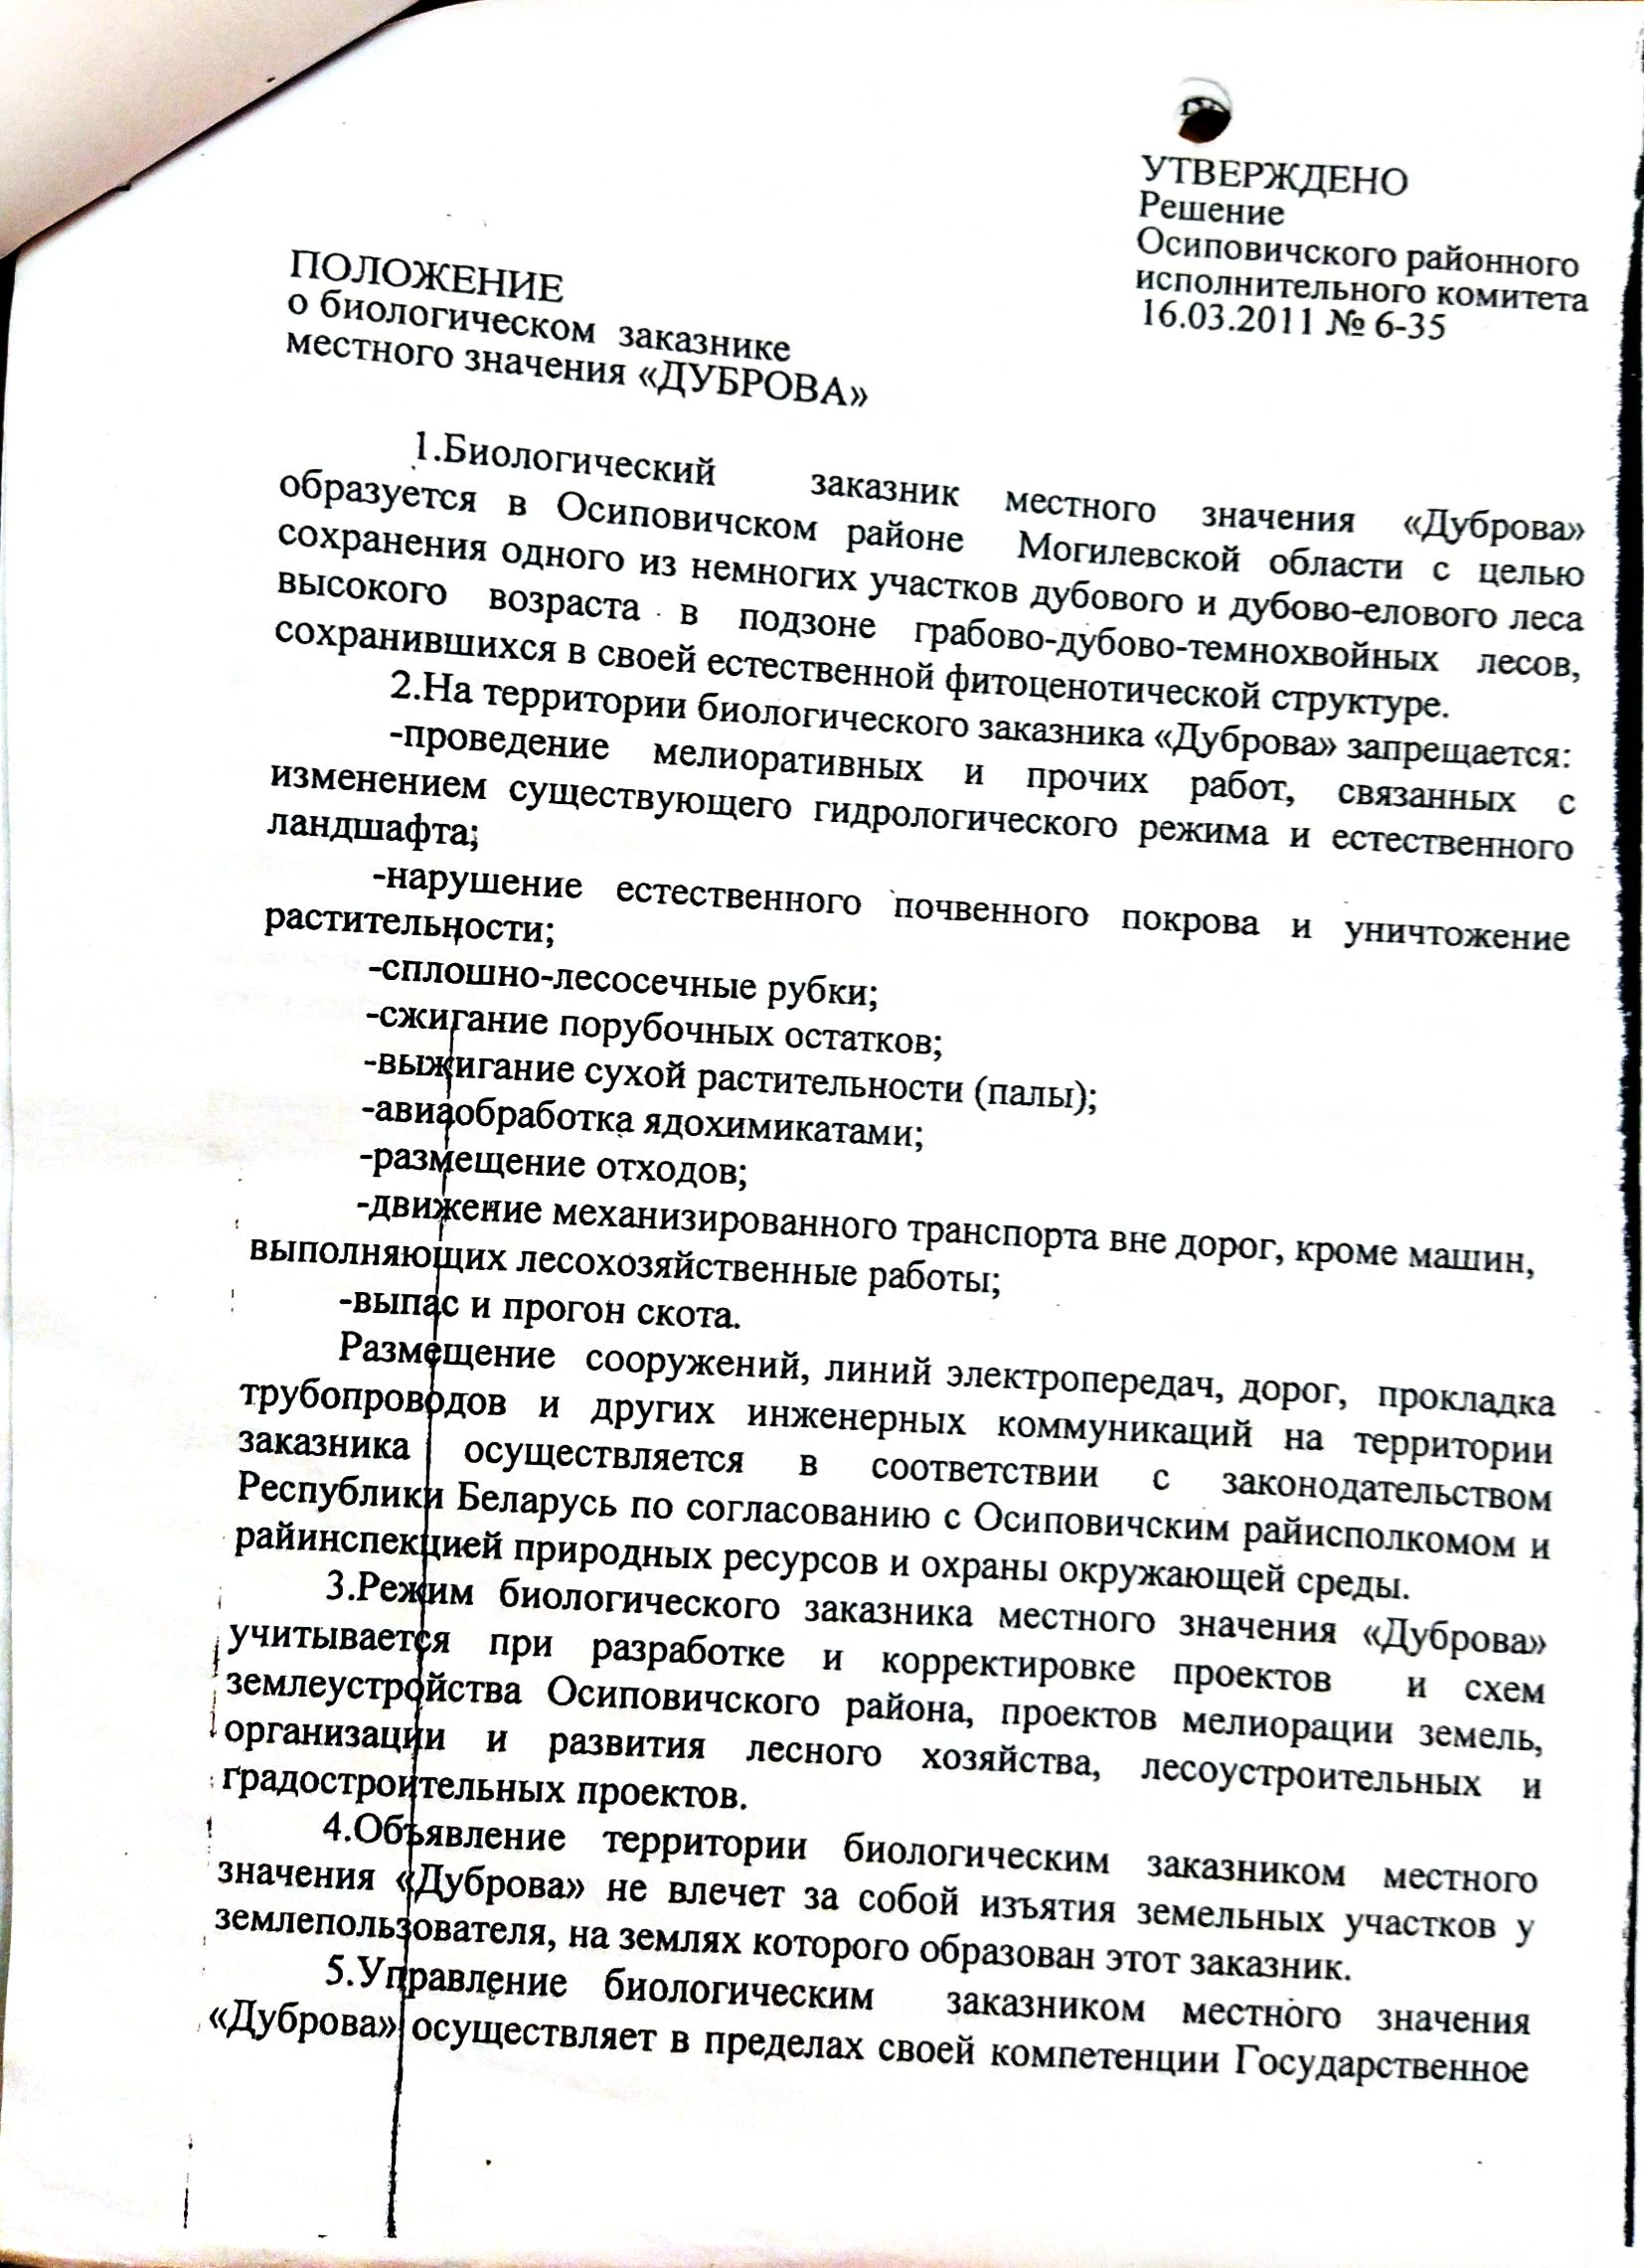 УТВЕРЖДЕНО
Решение
Осиповичского районного
исполнительного комитета
16.03.2011 № 6-35
ПОЛОЖЕНИЕ
о биологическом заказнике
местного значения «ДУБРОВА»
1.Биологический заказник местного значения «Дуброва»
образуется в Осиповичском районе Могилевской области с целью
сохранения одного из немногих участков дубового и дубово-елового леса
высокого возраста в подзоне грабово-дубово-темнохвойных лесов,
сохранившихся в своей естественной фитоценотической структуре.
2.На территории биологического заказника «Дуброва» запрещается:
-проведение мелиоративных и прочих работ, связанных с
изменением существующего гидрологического режима и естественного
ландшафта;
-нарушение естественного почвенного покрова и уничтожение
растительности;
-сплошно-лесосечные рубки;
-сжигание порубочных остатков;
-выжигание сухой растительности (палы);
-авиаобработка ядохимикатами;
-размещение отходов;
-движение механизированного транспорта вне дорог, кроме машин,
выполняющих лесохозяйственные работы;
-выпас и прогон скота.
Размещение сооружений, линий электропередач, дорог, прокладка
трубопроводов и других инженерных коммуникаций на территории
заказника осуществляется в соответствии с законодательством
Республики Беларусь по согласованию с Осиповичским райисполкомом и
райинспекцией природных ресурсов и охраны окружающей среды.
3.Режим биологического заказника местного значения «Дуброва»
учитывается при разработке и корректировке проектов и схем
землеустройства Осиповичского района, проектов мелиорации земель,
организации и развития лесного хозяйства, лесоустроительных и
градостроительных проектов.
4.Объявление территории биологическим заказником местного
значения «Дуброва» не влечет за собой изъятия земельных участков у
землепользователя, на землях которого образован этот заказник.
5.Управление биологическим заказником местного значения
«Дуброва» осуществляет в пределах своей компетенции Государственное